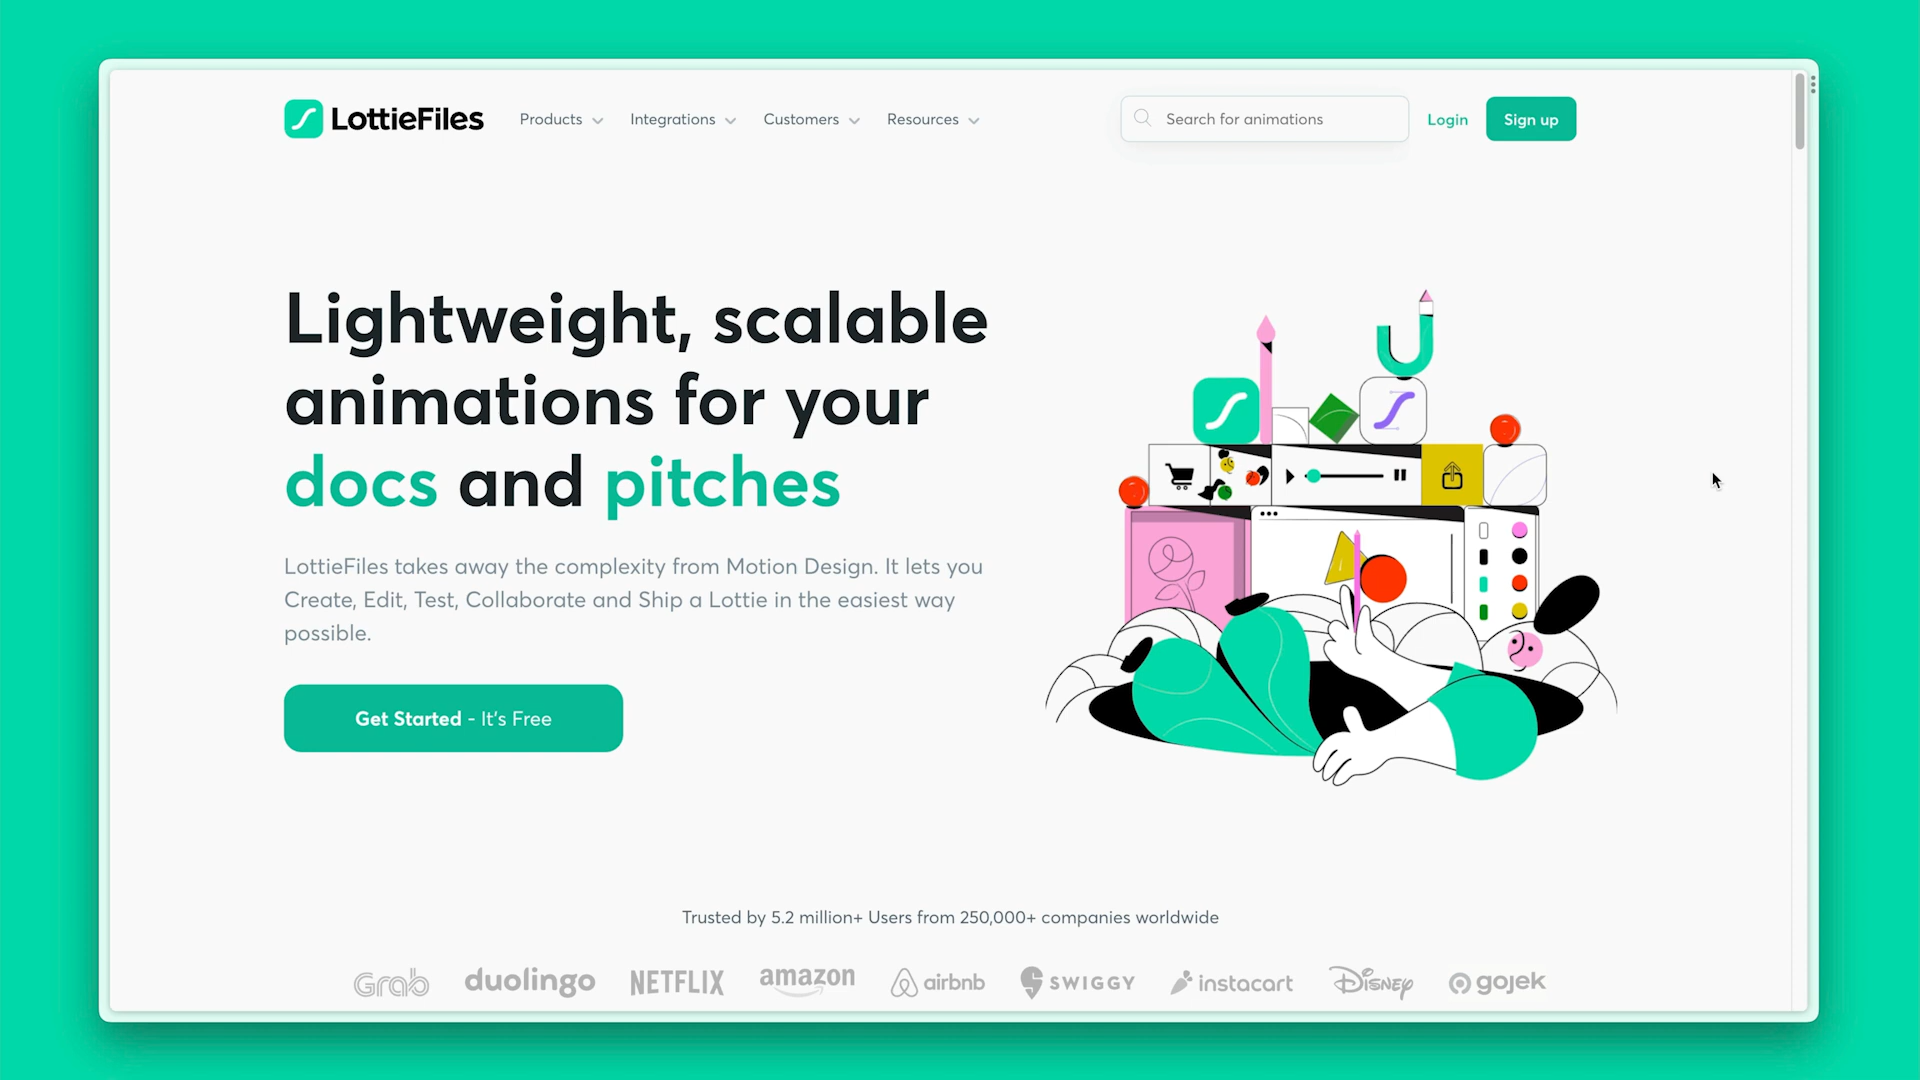 LottieFiles Products Integrations Customers Resources Search for animations Login Sign up
Lightweight, scalable
animations for your
docs and pitches
LottieFiles takes away the complexity from Motion Design. It lets you
Create, Edit, Test, Collaborate and Ship a Lottie in the easiest way
possible.
Get Started - It's Free
Trusted by 5.2 million+ Users from 250,000+ companies worldwide
Grab duolingo NETFLIX amazon airbnb SWIGGY instacart Disney gojek